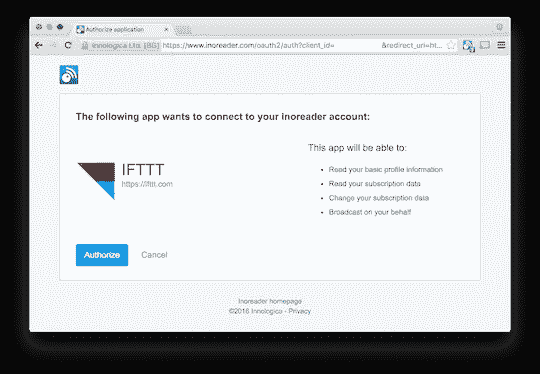 Authorize application
Innologica Ltd. [BG] https://www.inoreader.com/oauth2/auth?client_id= &redirect_uri=ht...
The following app wants to connect to your inoreader account:
IFTTT
https://ifttt.com
This app will be able to:
Read your basic profile information
Read your subscription data
Change your subscription data
Broadcast on your behalf
Authorize Cancel
Inoreader homepage
©2016 Innologica - Privacy